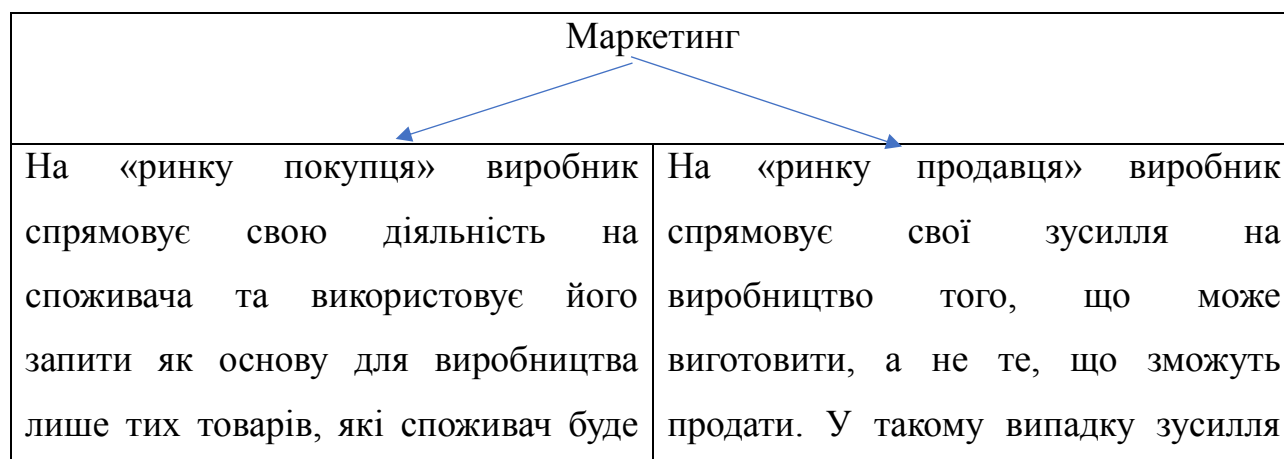 Маркетинг
На «ринку покупця» виробник
спрямовує свою діяльність на
споживача та використовує його
запити як основу для виробництва
лише тих товарів, які споживач буде
На «ринку продавця» виробник
спрямовує свої зусилля на
виробництво того, що може
виготовити, а не те, що зможуть
продати. У такому випадку зусилля